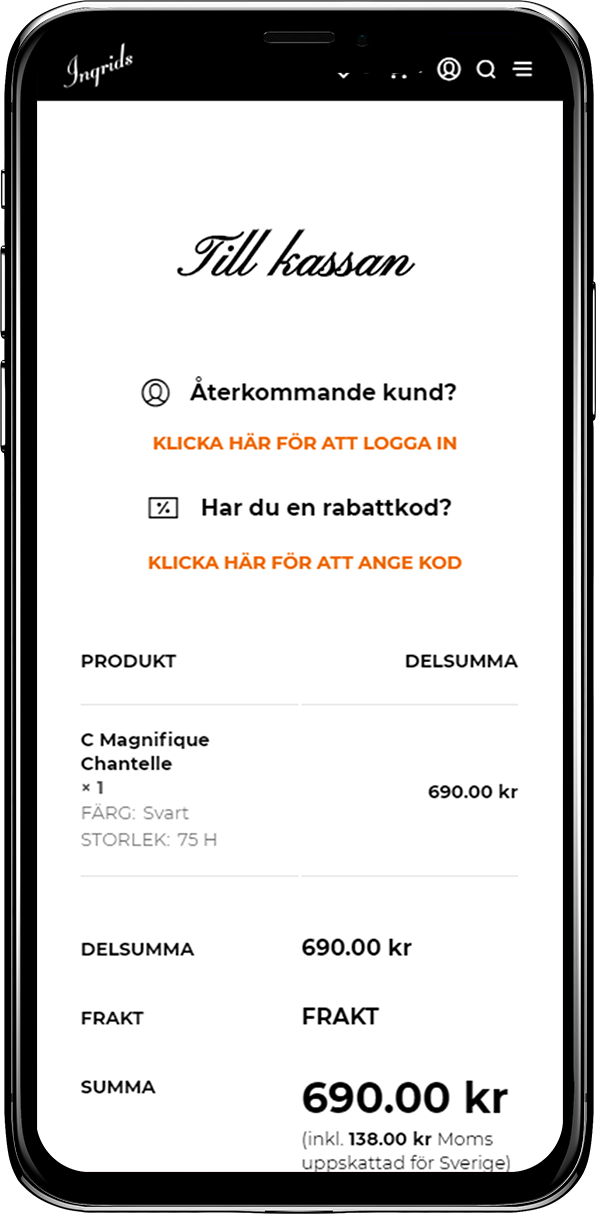 Ingrids
Till kassan
Återkommande kund?
KLICKA HÄR FÖR ATT LOGGA IN
Har du en rabattkod?
KLICKA HÄR FÖR ATT ANGE KOD
PRODUKT DELSUMMA
C Magnifique
Chantelle
× 1
690.00 kr
FÄRG: Svart
STORLEK: 75 H
DELSUMMA 690.00 kr
FRAKT FRAKT
SUMMA 690.00 kr
(inkl. 138.00 kr Moms
uppskattad för Sverige)